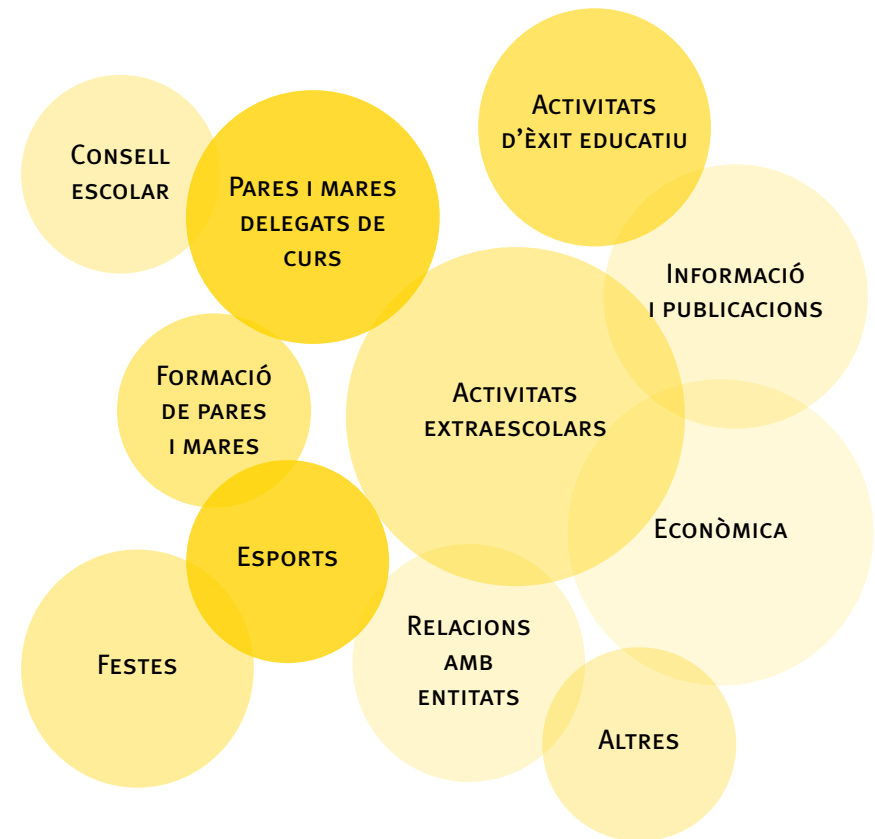 Activitats
d'èxit educatiu
Consell
escolar
Pares i mares
delegats de
curs
Informació
i publicacions
Formació
de pares
i mares
Activitats
extraescolars
Econòmica
Esports
Relacions
amb
entitats
Festes
Altres